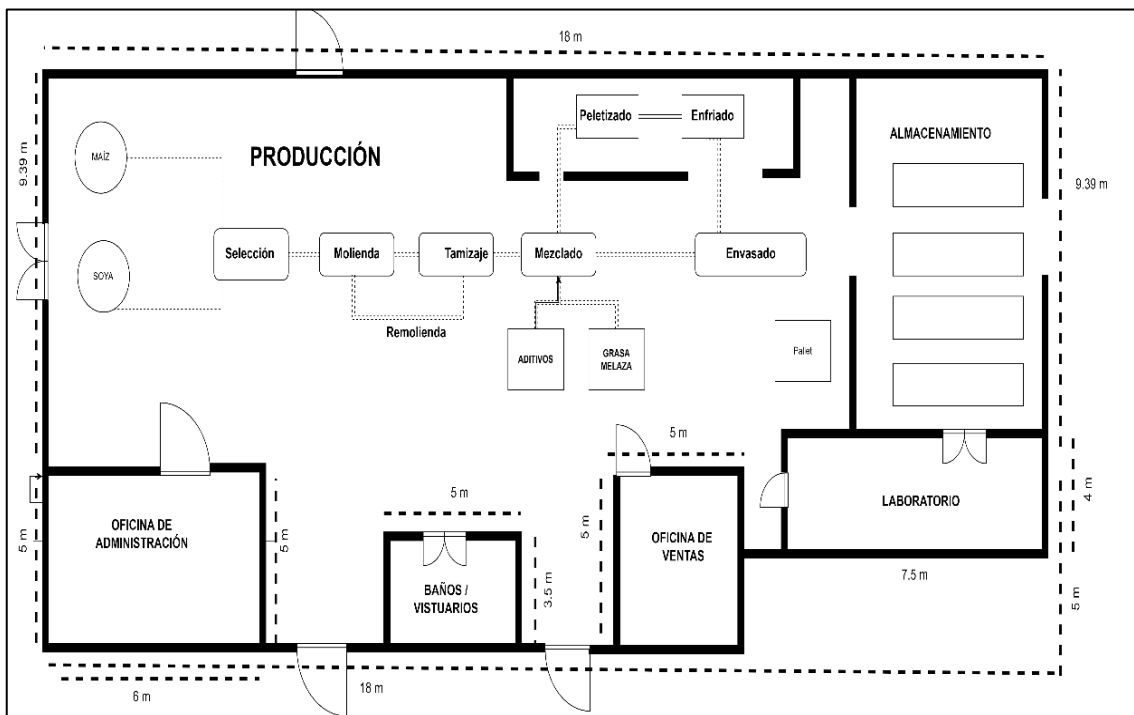 18 m
Peletizado
Enfriado
ALMACENAMIENTO
MAÍZ
PRODUCCIÓN
9.39 m
9.39 m
Selección
Molienda
Tamizaje
Mezclado
Envasado
SOYA
Remolienda
ADITIVOS
GRASA
MELAZA
Palet
5 m
OFICINA DE
ADMINISTRACIÓN
5 m
5 m
5 m
BAÑOS /
VISTUARIOS
3.5 m
5 m
OFICINA DE
VENTAS
LABORATORIO
4 m
7.5 m
5 m
6 m
18 m